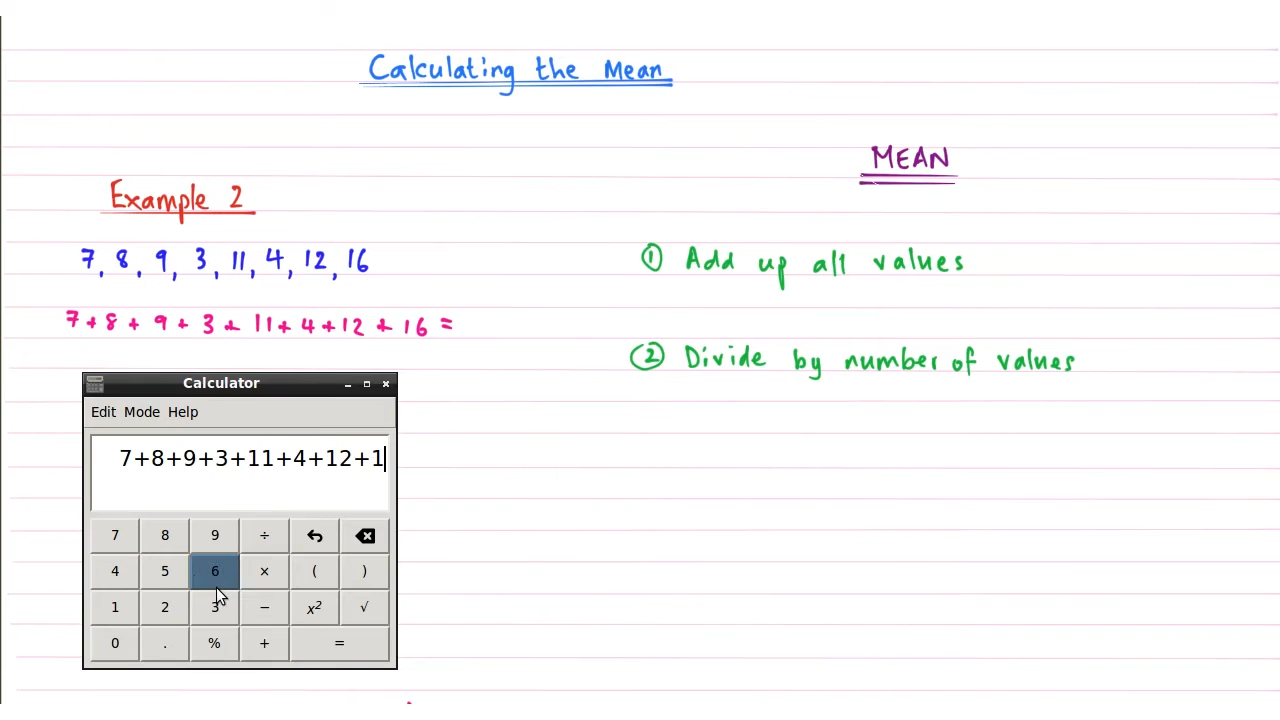 Calculating the Mean
MEAN
Example 2
7, 8, 9, 3, 11, 4, 12, 16
① Add up all values
7+8+9+3+11+4+12+16=
② Divide by number of values
Calculator
Edit Mode Help
7+8+9+3+11+4+12+1
7 8 9 ÷
4 5 6 × ( )
1 2 3 − x² √
0 . % + =